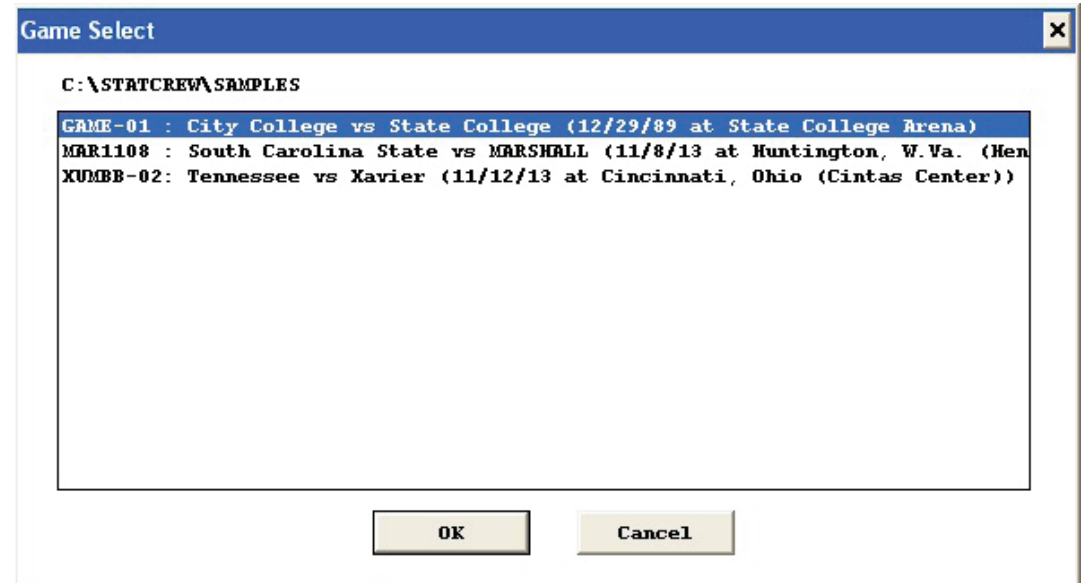 Game Select
C:\STATCREW\SAMPLES
GAME-01 : City College vs State College (12/29/89 at State College Arena)
MAR1108 : South Carolina State vs MARSHALL (11/8/13 at Huntington, W.Va. (Hen
XUMBB-02: Tennessee vs Xavier (11/12/13 at Cincinnati, Ohio (Cintas Center))
OK
Cancel